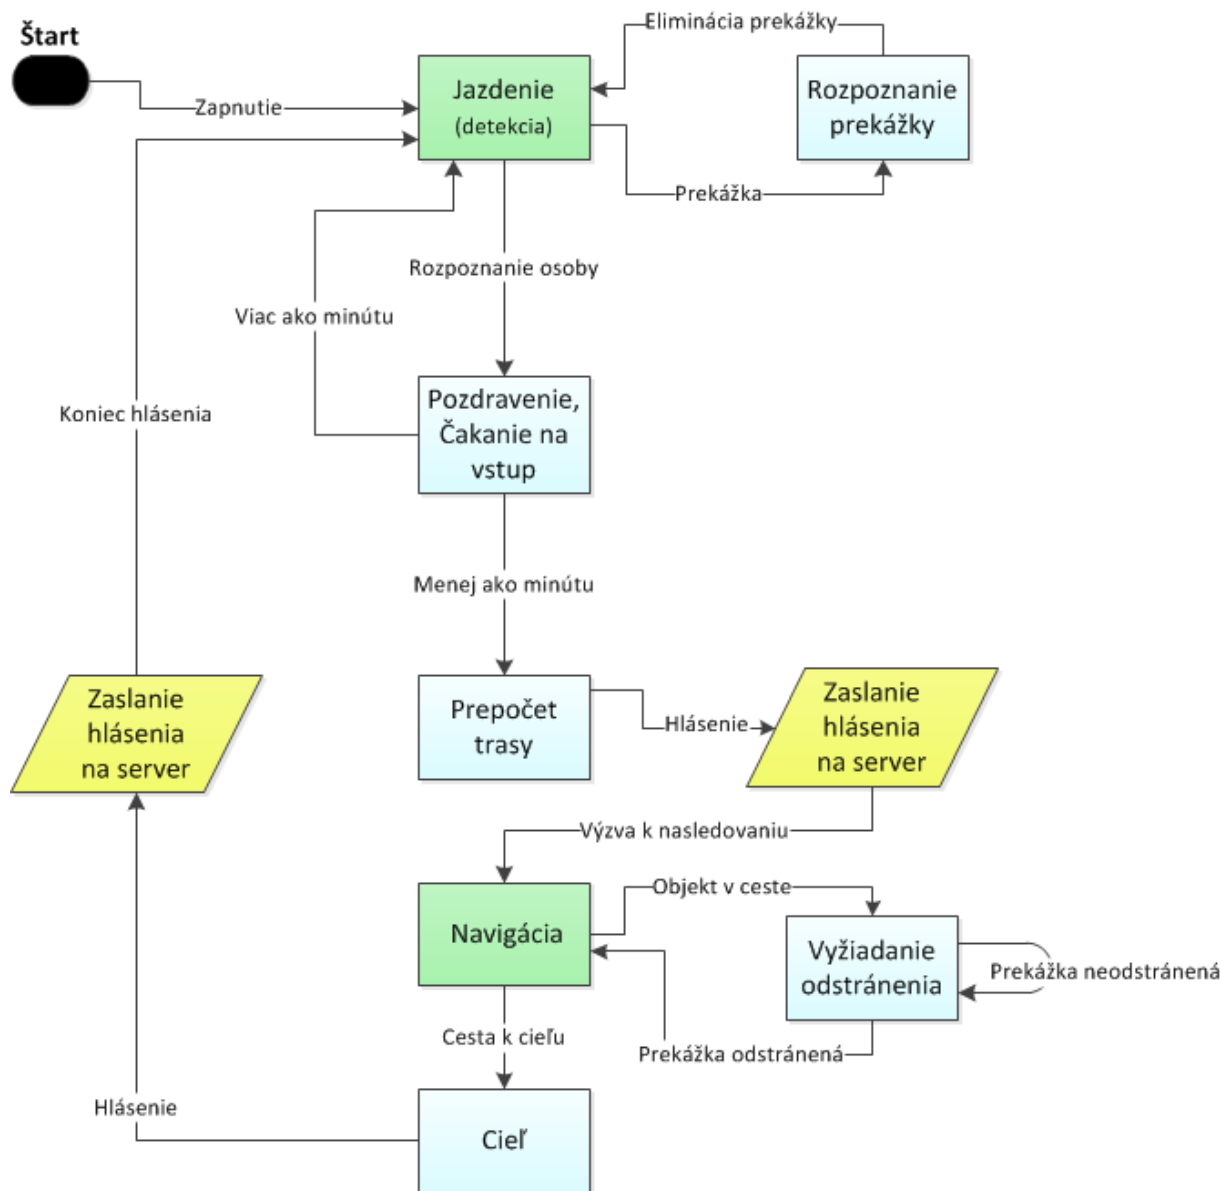 Štart
Eliminácia prekážky
Jazdenie
(detekcia)
Rozpoznanie
prekážky
Zapnutie
Prekážka
Rozpoznanie osoby
Viac ako minútu
Pozdravenie,
Čakanie na
vstup
Koniec hlásenia
Menej ako minútu
Zaslanie
hlásenia
na server
Prepočet
trasy
Hlásenie
Zaslanie
hlásenia
na server
Výzva k nasledovaniu
Objekt v ceste
Navigácia
Vyžiadanie
odstránenia
Prekážka neodstránená
Cesta k cieľu
Prekážka odstránená
Hlásenie
Cieľ